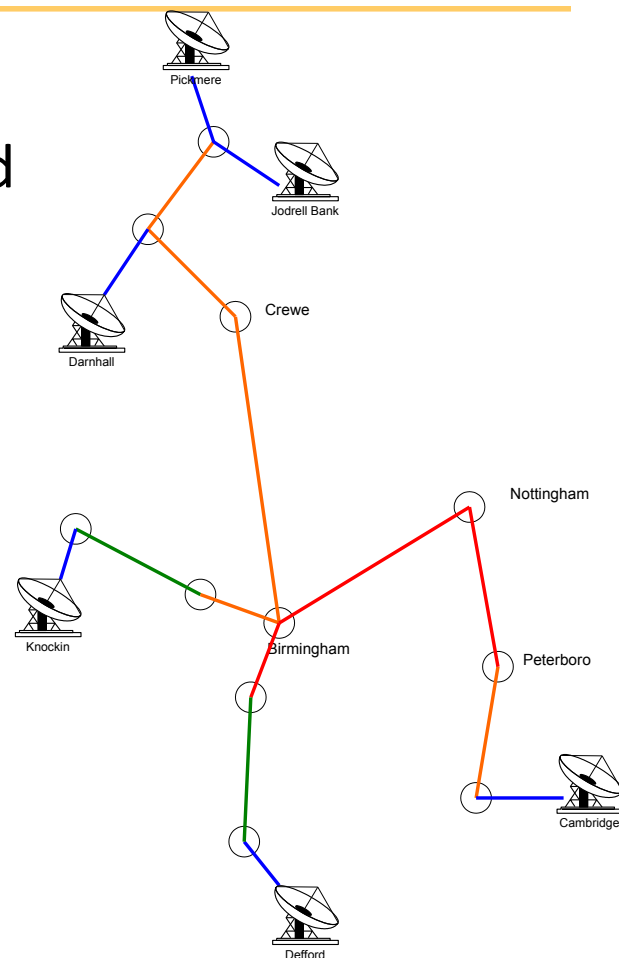 Pickmere
d
Jodrell Bank
Crewe
Darnhall
Nottingham
Knockin
Birmingham
Peterboro
Cambridge
Defford